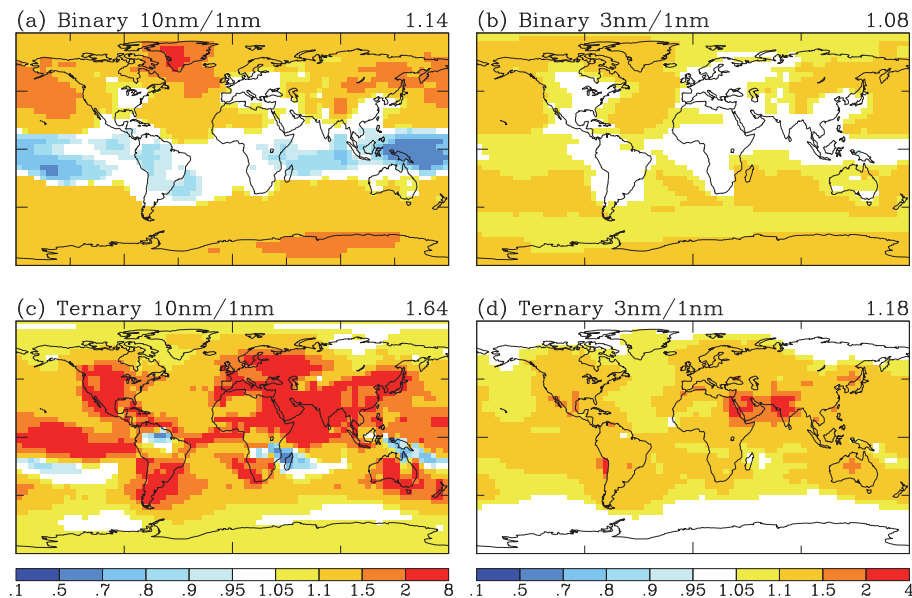 (a) Binary 10nm/1nm 1.14
(b) Binary 3nm/1nm 1.08
(c) Ternary 10nm/1nm 1.64
(d) Ternary 3nm/1nm 1.18
.1 .5 .7 .8 .9 .95 1.05 1.1 1.5 2 8
.1 .5 .7 .8 .9 .95 1.05 1.1 1.5 2 4